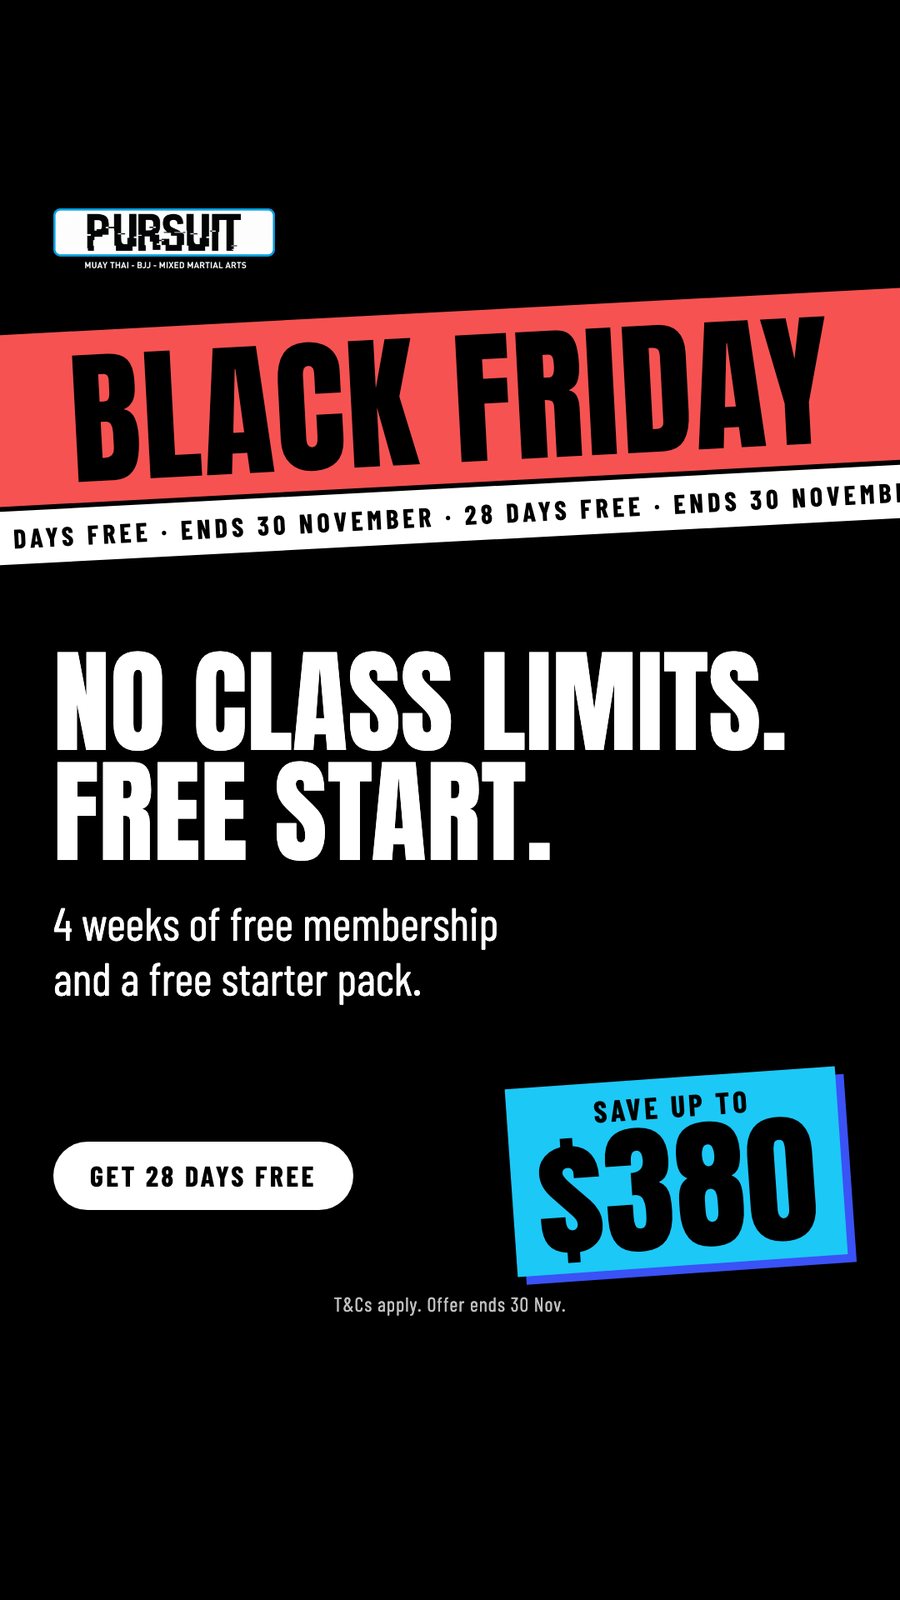 PURSUIT
MUAY THAI - BJJ - MIXED MARTIAL ARTS
BLACK FRIDAY
DAYS FREE · ENDS 30 NOVEMBER · 28 DAYS FREE · ENDS 30 NOVEMB
NO CLASS LIMITS.
FREE START.
4 weeks of free membership
and a free starter pack.
SAVE UP TO
$380
GET 28 DAYS FREE
T&Cs apply. Offer ends 30 Nov.